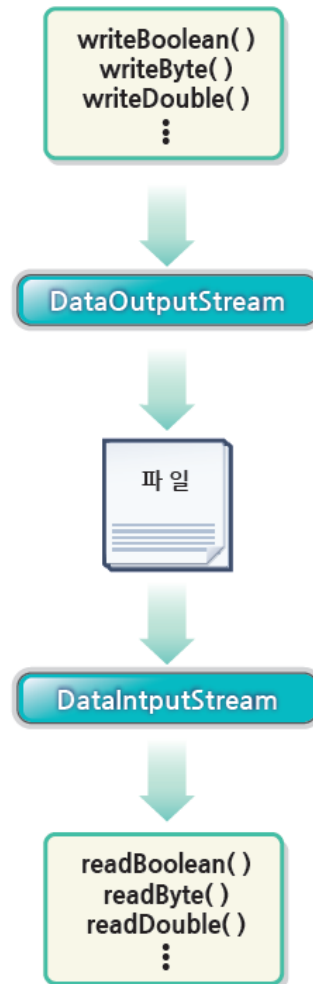 writeBoolean( )
writeByte( )
writeDouble( )
⋮
DataOutputStream
파 일
DataIntputStream
readBoolean( )
readByte( )
readDouble( )
⋮